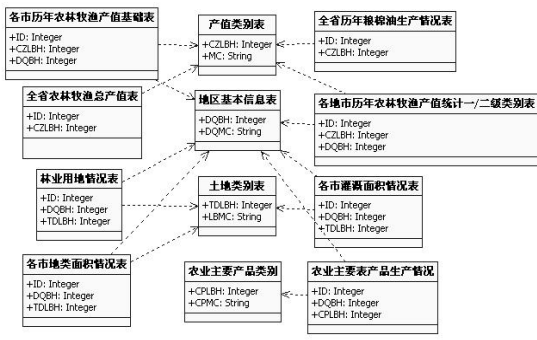 各市历年农林牧渔产值基础表
+ID: Integer
+CZLBH: Integer
+DQBH: Integer
产值类别表
+CZLBH: Integer
+MC: String
全省历年粮棉油生产情况表
+ID: Integer
+CZLBH: Integer
全省农林牧渔总产值表
+ID: Integer
+CZLBH: Integer
地区基本信息表
+DQBH: Integer
+DQMC: String
各地市历年农林牧渔产值统计一/二级类别表
+ID: Integer
+CZLBH: Integer
+DQBH: Integer
林业用地情况表
+ID: Integer
+DQBH: Integer
+TDLBH: Integer
土地类别表
+TDLBH: Integer
+LBMC: String
各市灌溉面积情况表
+ID: Integer
+DQBH: Integer
+TDLBH: Integer
各市地类面积情况表
+ID: Integer
+DQBH: Integer
+TDLBH: Integer
农业主要产品类别
+CPLBH: Integer
+CPMC: String
农业主要表产品生产情况
+ID: Integer
+DQBH: Integer
+CPLBH: Integer